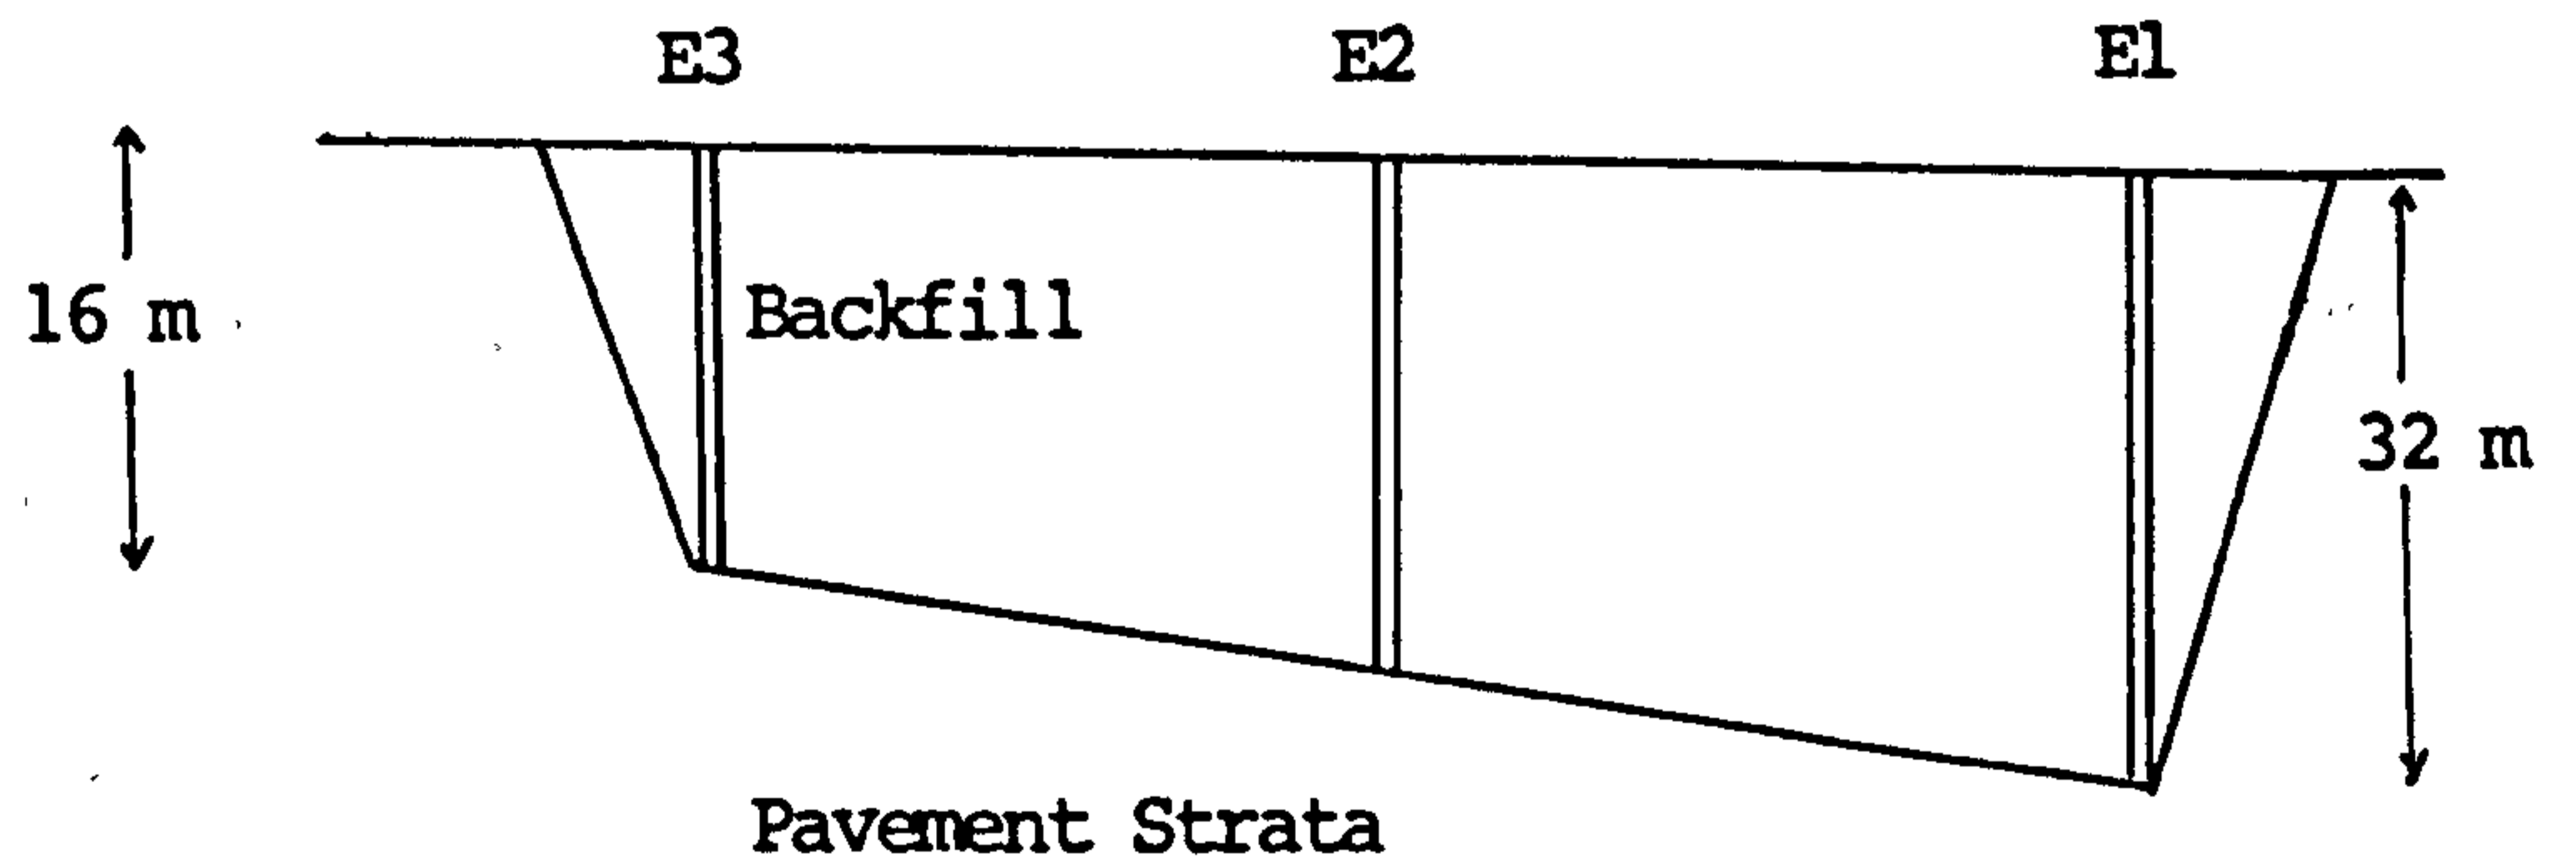 E3 E2 E1
16 m
Backfill
32 m
Pavement Strata